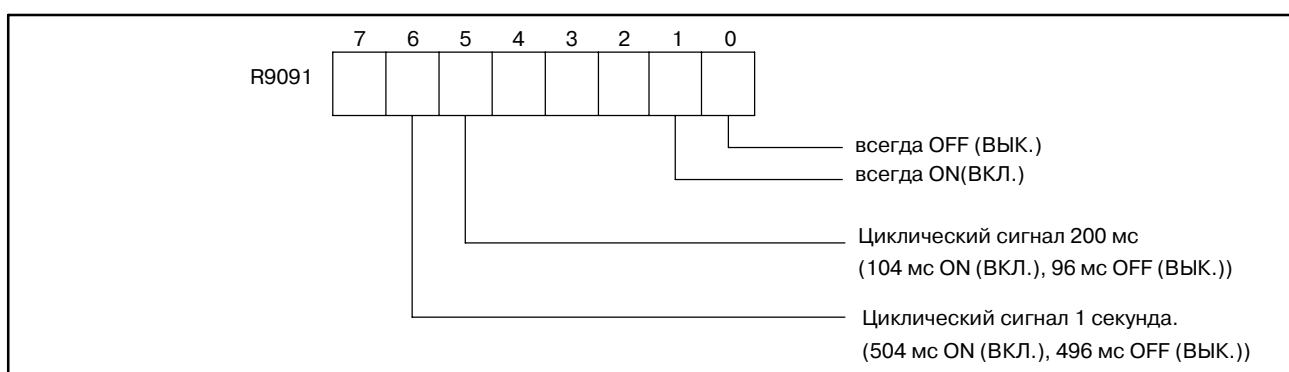 7 6 5 4 3 2 1 0
R9091
всегда OFF (ВЫК.)
всегда ON(ВКЛ.)
Циклический сигнал 200 мс
(104 мс ON (ВКЛ.), 96 мс OFF (ВЫК.))
Циклический сигнал 1 секунда.
(504 мс ON (ВКЛ.), 496 мс OFF (ВЫК.))